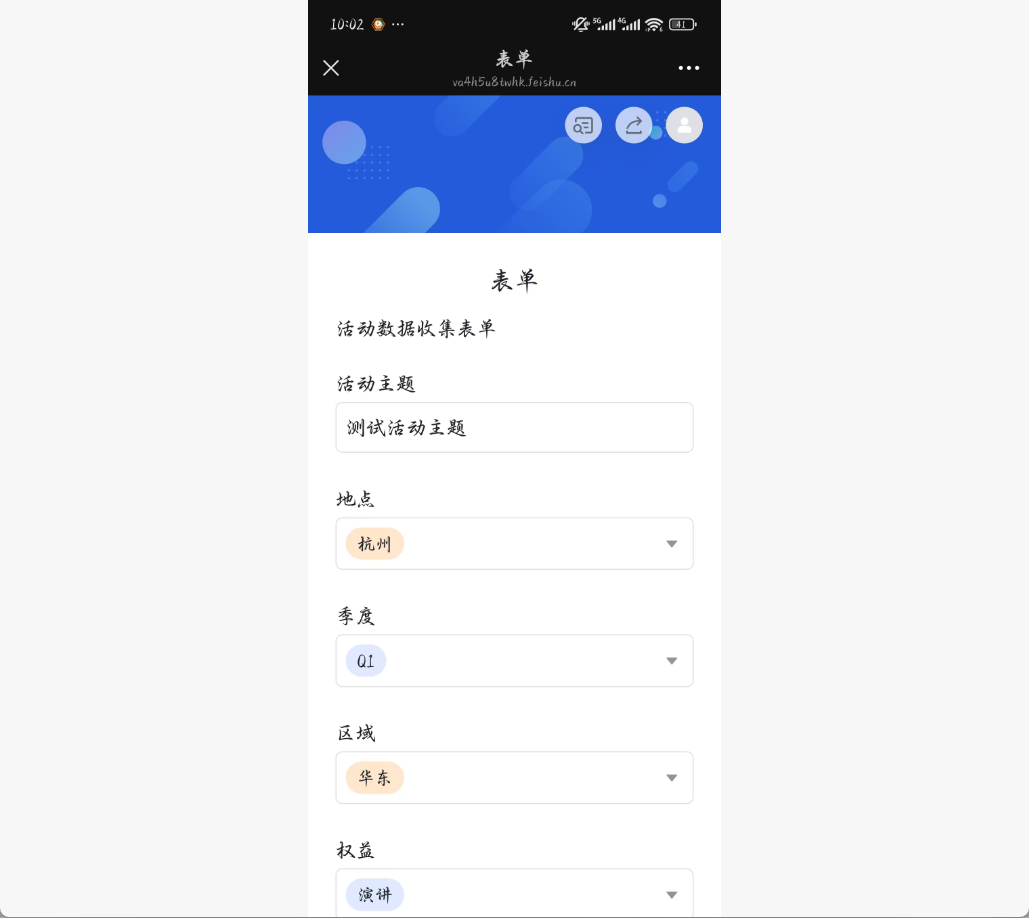 10:02 ···
5G 4G 41
表单
va4h5u8twhk.feishu.cn
表单
活动数据收集表单
活动主题
测试活动主题
地点
杭州
季度
Q1
区域
华东
权益
演讲